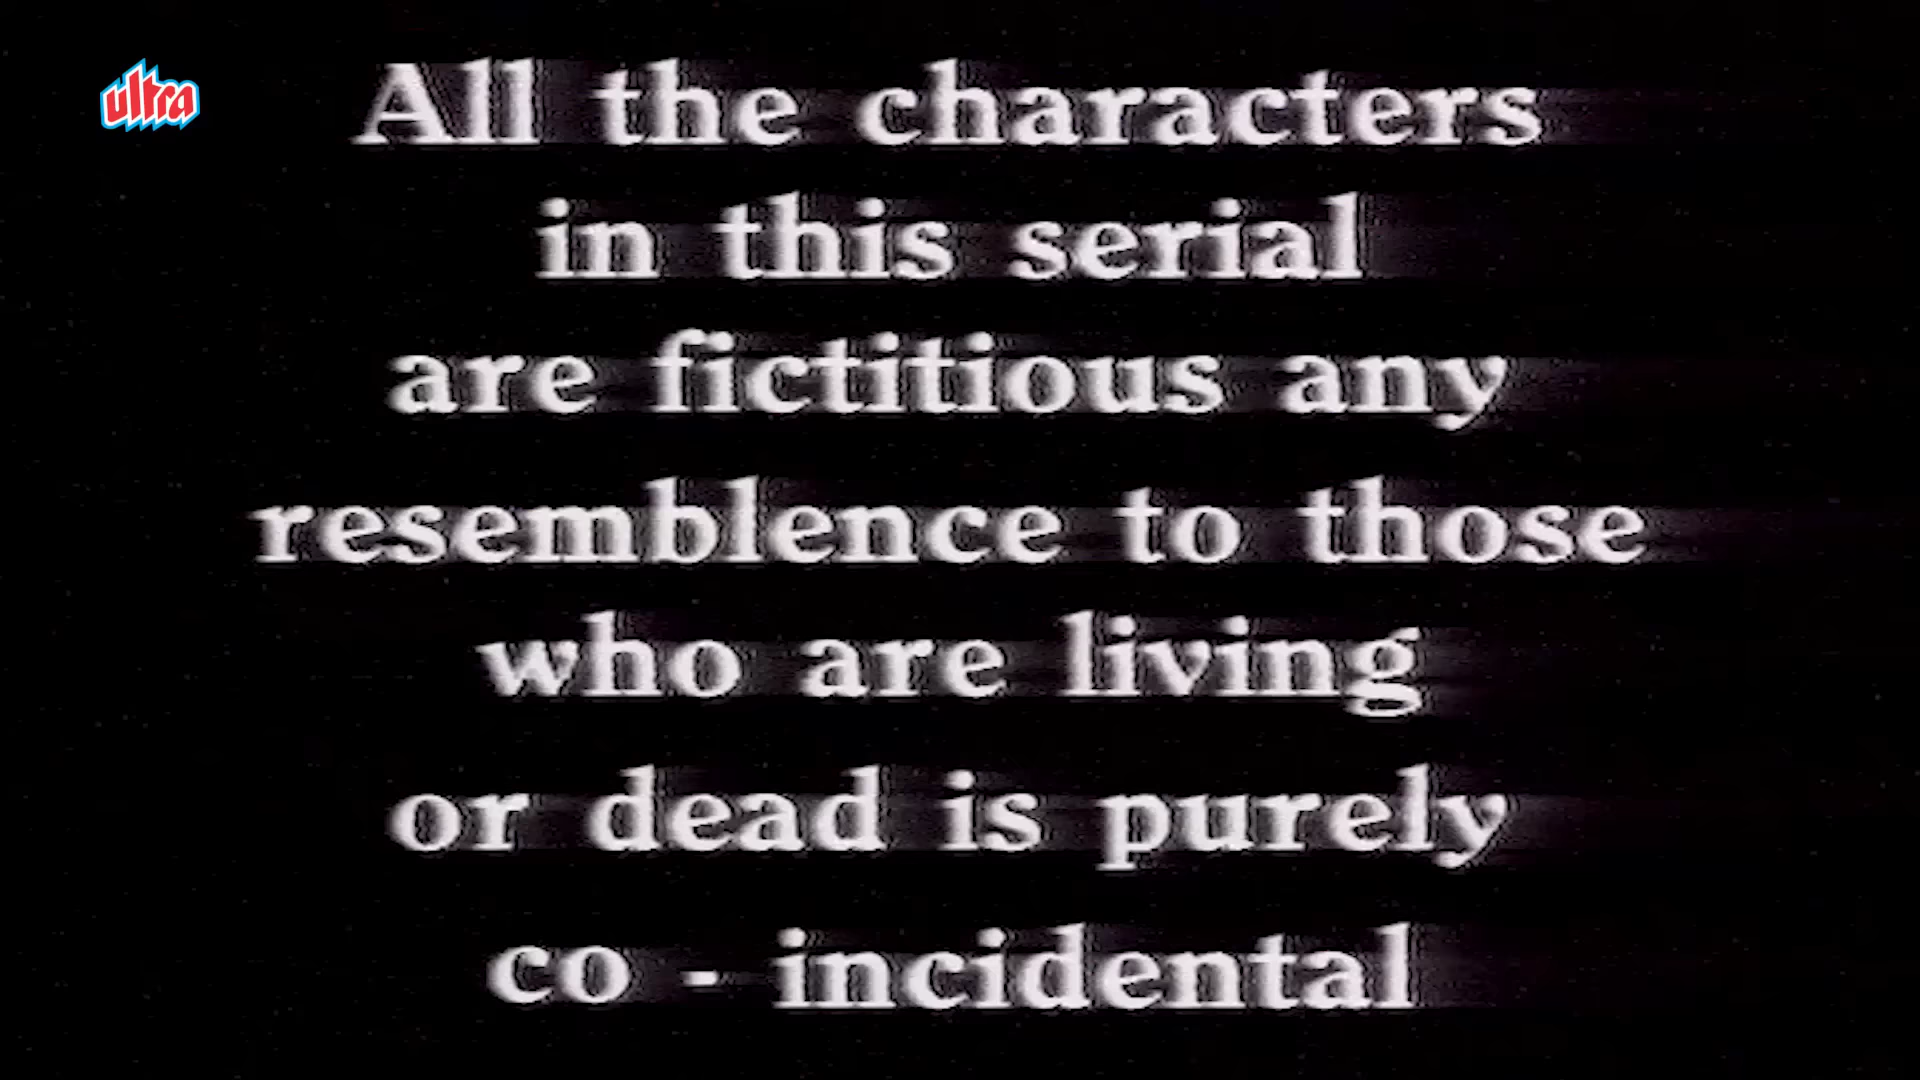 ultra
All the characters
in this serial
are fictitious any
resemblence to those
who are living
or dead is purely
co - incidental